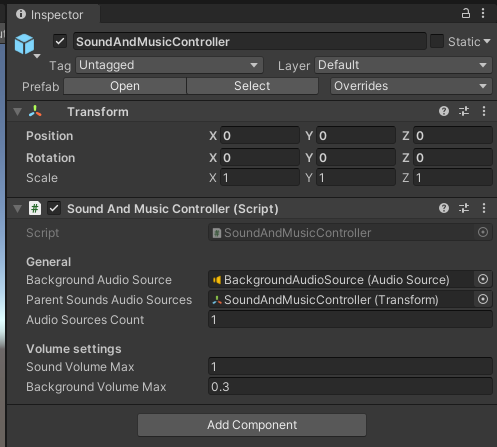 Inspector
SoundAndMusicController Static
Tag Untagged Layer Default
Prefab Open Select Overrides
Transform
Position X 0 Y 0 Z 0
Rotation X 0 Y 0 Z 0
Scale X 1 Y 1 Z 1
# Sound And Music Controller (Script)
Script # SoundAndMusicController
General
Background Audio Source BackgroundAudioSource (Audio Source)
Parent Sounds Audio Sources SoundAndMusicController (Transform)
Audio Sources Count 1
Volume settings
Sound Volume Max 1
Background Volume Max 0.3
Add Component